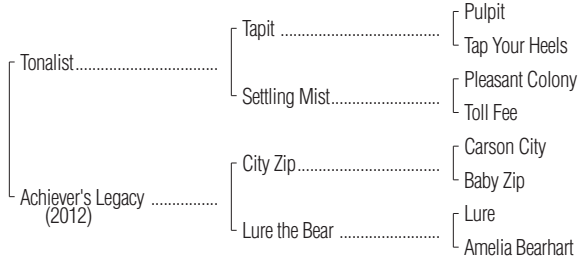 Pulpit
Tapit ................................
Tap Your Heels
Tonalist............................
Pleasant Colony
Settling Mist......................
Toll Fee
Carson City
City Zip............................
Baby Zip
Achiever's Legacy .............
(2012)
Lure
Lure the Bear ....................
Amelia Bearhart